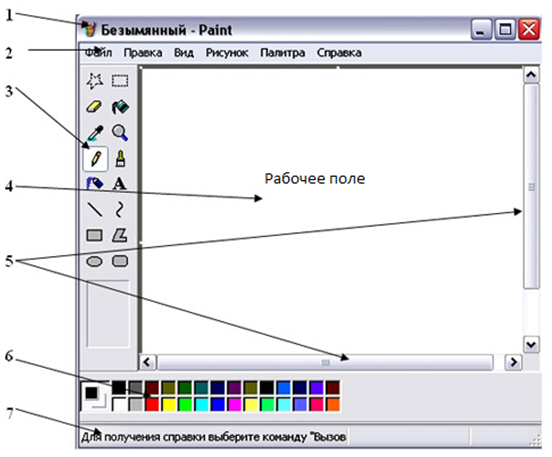 1
Безымянный - Paint
2
Файл Правка Вид Рисунок Палитра Справка
3
A
4
Рабочее поле
5
6
7
Для получения справки выберите команду "Вызов